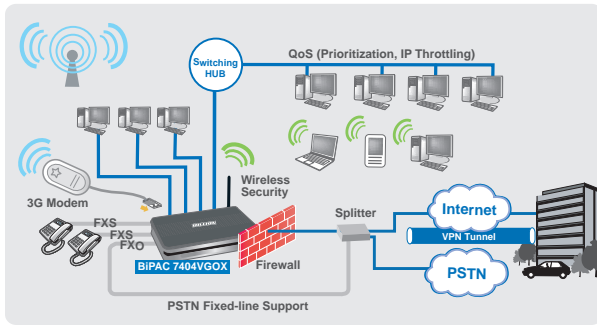 QoS (Prioritization, IP Throttling)
Switching
HUB
Wireless
Security
3G Modem
Splitter
Internet
FXS
FXS
FXO
BILLION
VPN Tunnel
BiPAC 7404VGOX
Firewall
PSTN
PSTN Fixed-line Support